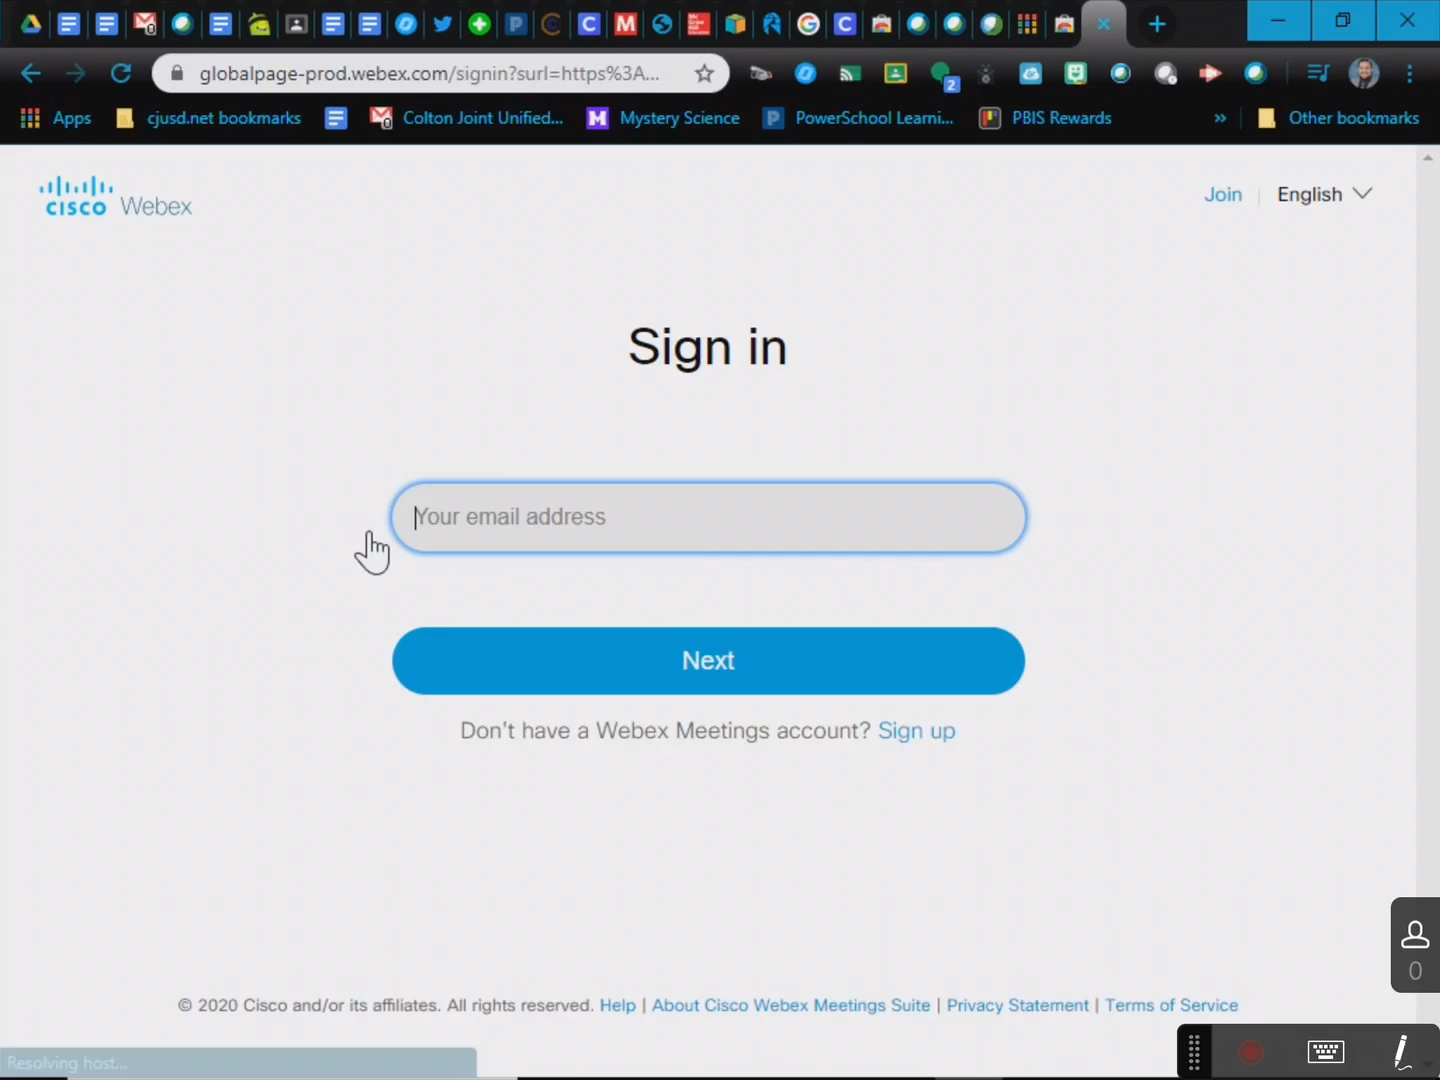 globalpage-prod.webex.com/signin?surl=https%3A...
2
Apps
cjusd.net bookmarks
Colton Joint Unified...
Mystery Science
PowerSchool Learni...
PBIS Rewards
»
Other bookmarks
CISCO Webex
Join
English
Sign in
Your email address
Next
Don't have a Webex Meetings account? Sign up
0
© 2020 Cisco and/or its affiliates. All rights reserved. Help | About Cisco Webex Meetings Suite | Privacy Statement | Terms of Service
Resolving host...